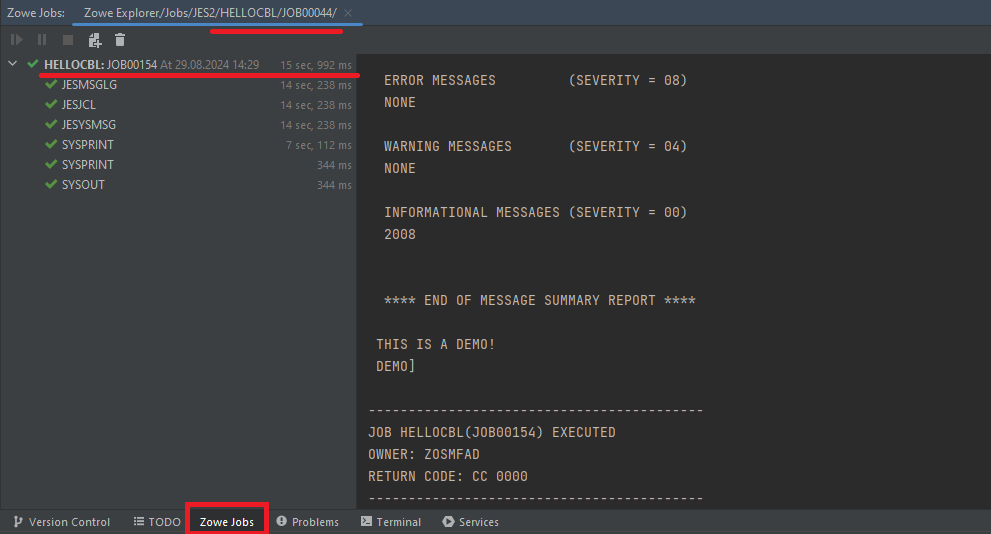 Zowe Jobs: Zowe Explorer/Jobs/JES2/HELLOCBL/JOB00044/
HELLOCBL: JOB00154 At 29.08.2024 14:29 15 sec, 992 ms
JESMSGLG 14 sec, 238 ms
JESJCL 14 sec, 238 ms
JESYSMSG 14 sec, 238 ms
SYSPRINT 7 sec, 112 ms
SYSPRINT 344 ms
SYSOUT 344 ms
ERROR MESSAGES (SEVERITY = 08)
NONE
WARNING MESSAGES (SEVERITY = 04)
NONE
INFORMATIONAL MESSAGES (SEVERITY = 00)
2008
**** END OF MESSAGE SUMMARY REPORT ****
THIS IS A DEMO!
DEMO]
------------------------------------------
JOB HELLOCBL(JOB00154) EXECUTED
OWNER: ZOSMFAD
RETURN CODE: CC 0000
------------------------------------------
Version Control TODO Zowe Jobs Problems Terminal Services